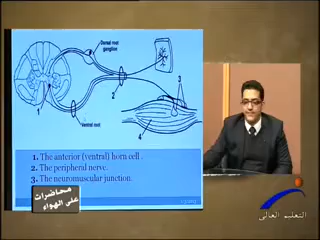 Dorsal root
ganglion
3
1
2
Ventral root
4
1. The anterior (ventral) horn cell .
2. The peripheral nerve.
3. The neuromuscular junction.
محاضرات
على الهواء
التعليم العالى